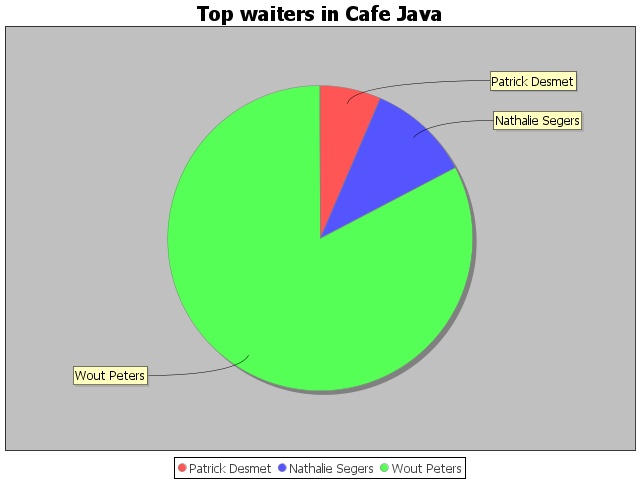 Top waiters in Cafe Java
Patrick Desmet
Nathalie Segers
Wout Peters
Patrick Desmet Nathalie Segers Wout Peters